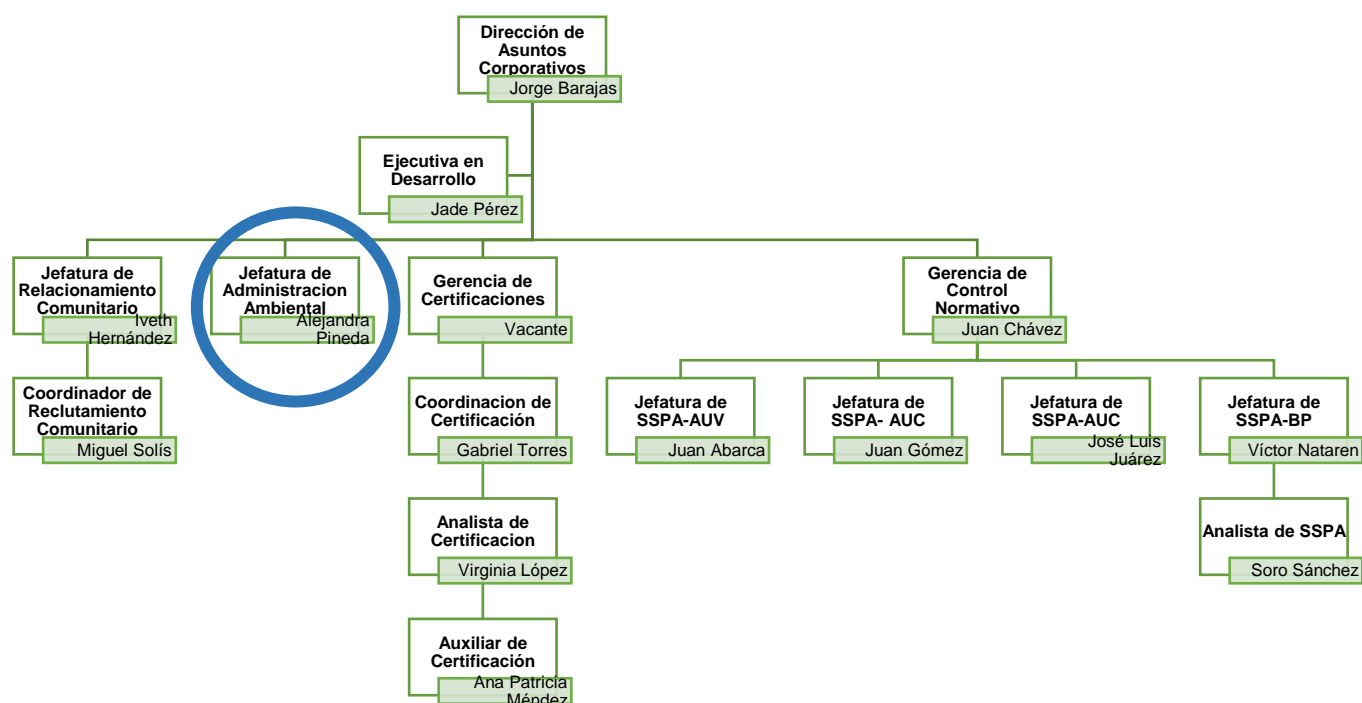 Dirección de
Asuntos
Corporativos
Jorge Barajas
Ejecutiva en
Desarrollo
Jade Pérez
Jefatura de
Relacionamiento
Comunitario
Iveth
Hernández
Jefatura de
Administracion
Ambiental
Alejandra
Pineda
Gerencia de
Certificaciones
Vacante
Gerencia de
Control
Normativo
Juan Chávez
Coordinador de
Reclutamiento
Comunitario
Miguel Solís
Coordinacion de
Certificación
Gabriel Torres
Jefatura de
SSPA-AUV
Juan Abarca
Jefatura de
SSPA- AUC
Juan Gómez
Jefatura de
SSPA-AUC
José Luis
Juárez
Jefatura de
SSPA-BP
Víctor Nataren
Analista de
Certificacion
Virginia López
Analista de SSPA
Soro Sánchez
Auxiliar de
Certificación
Ana Patricia
Méndez